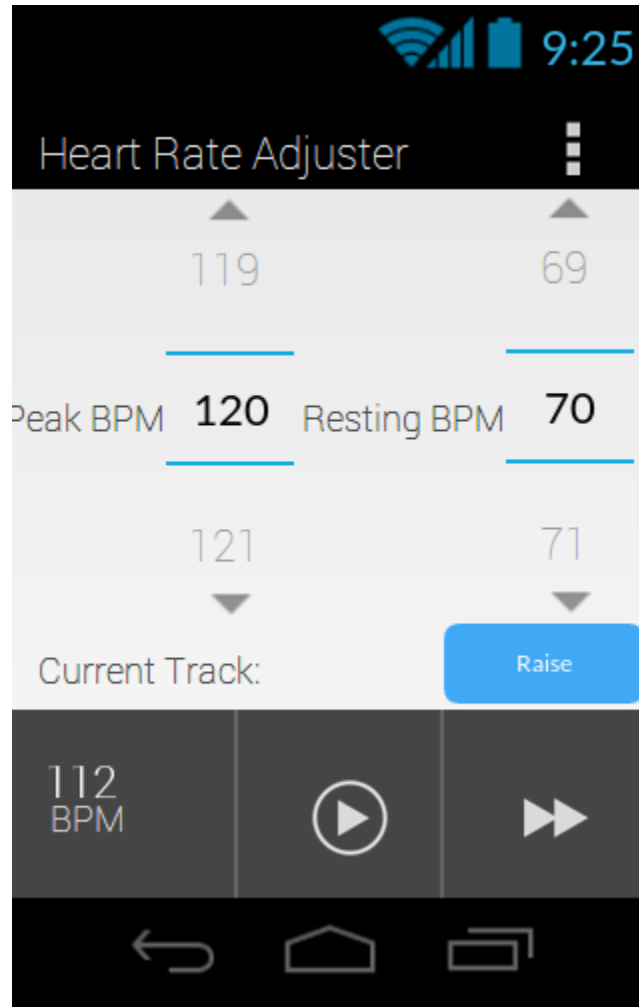 9:25
Heart Rate Adjuster
119 69
Peak BPM 120 Resting BPM 70
121 71
Current Track: Raise
112
BPM